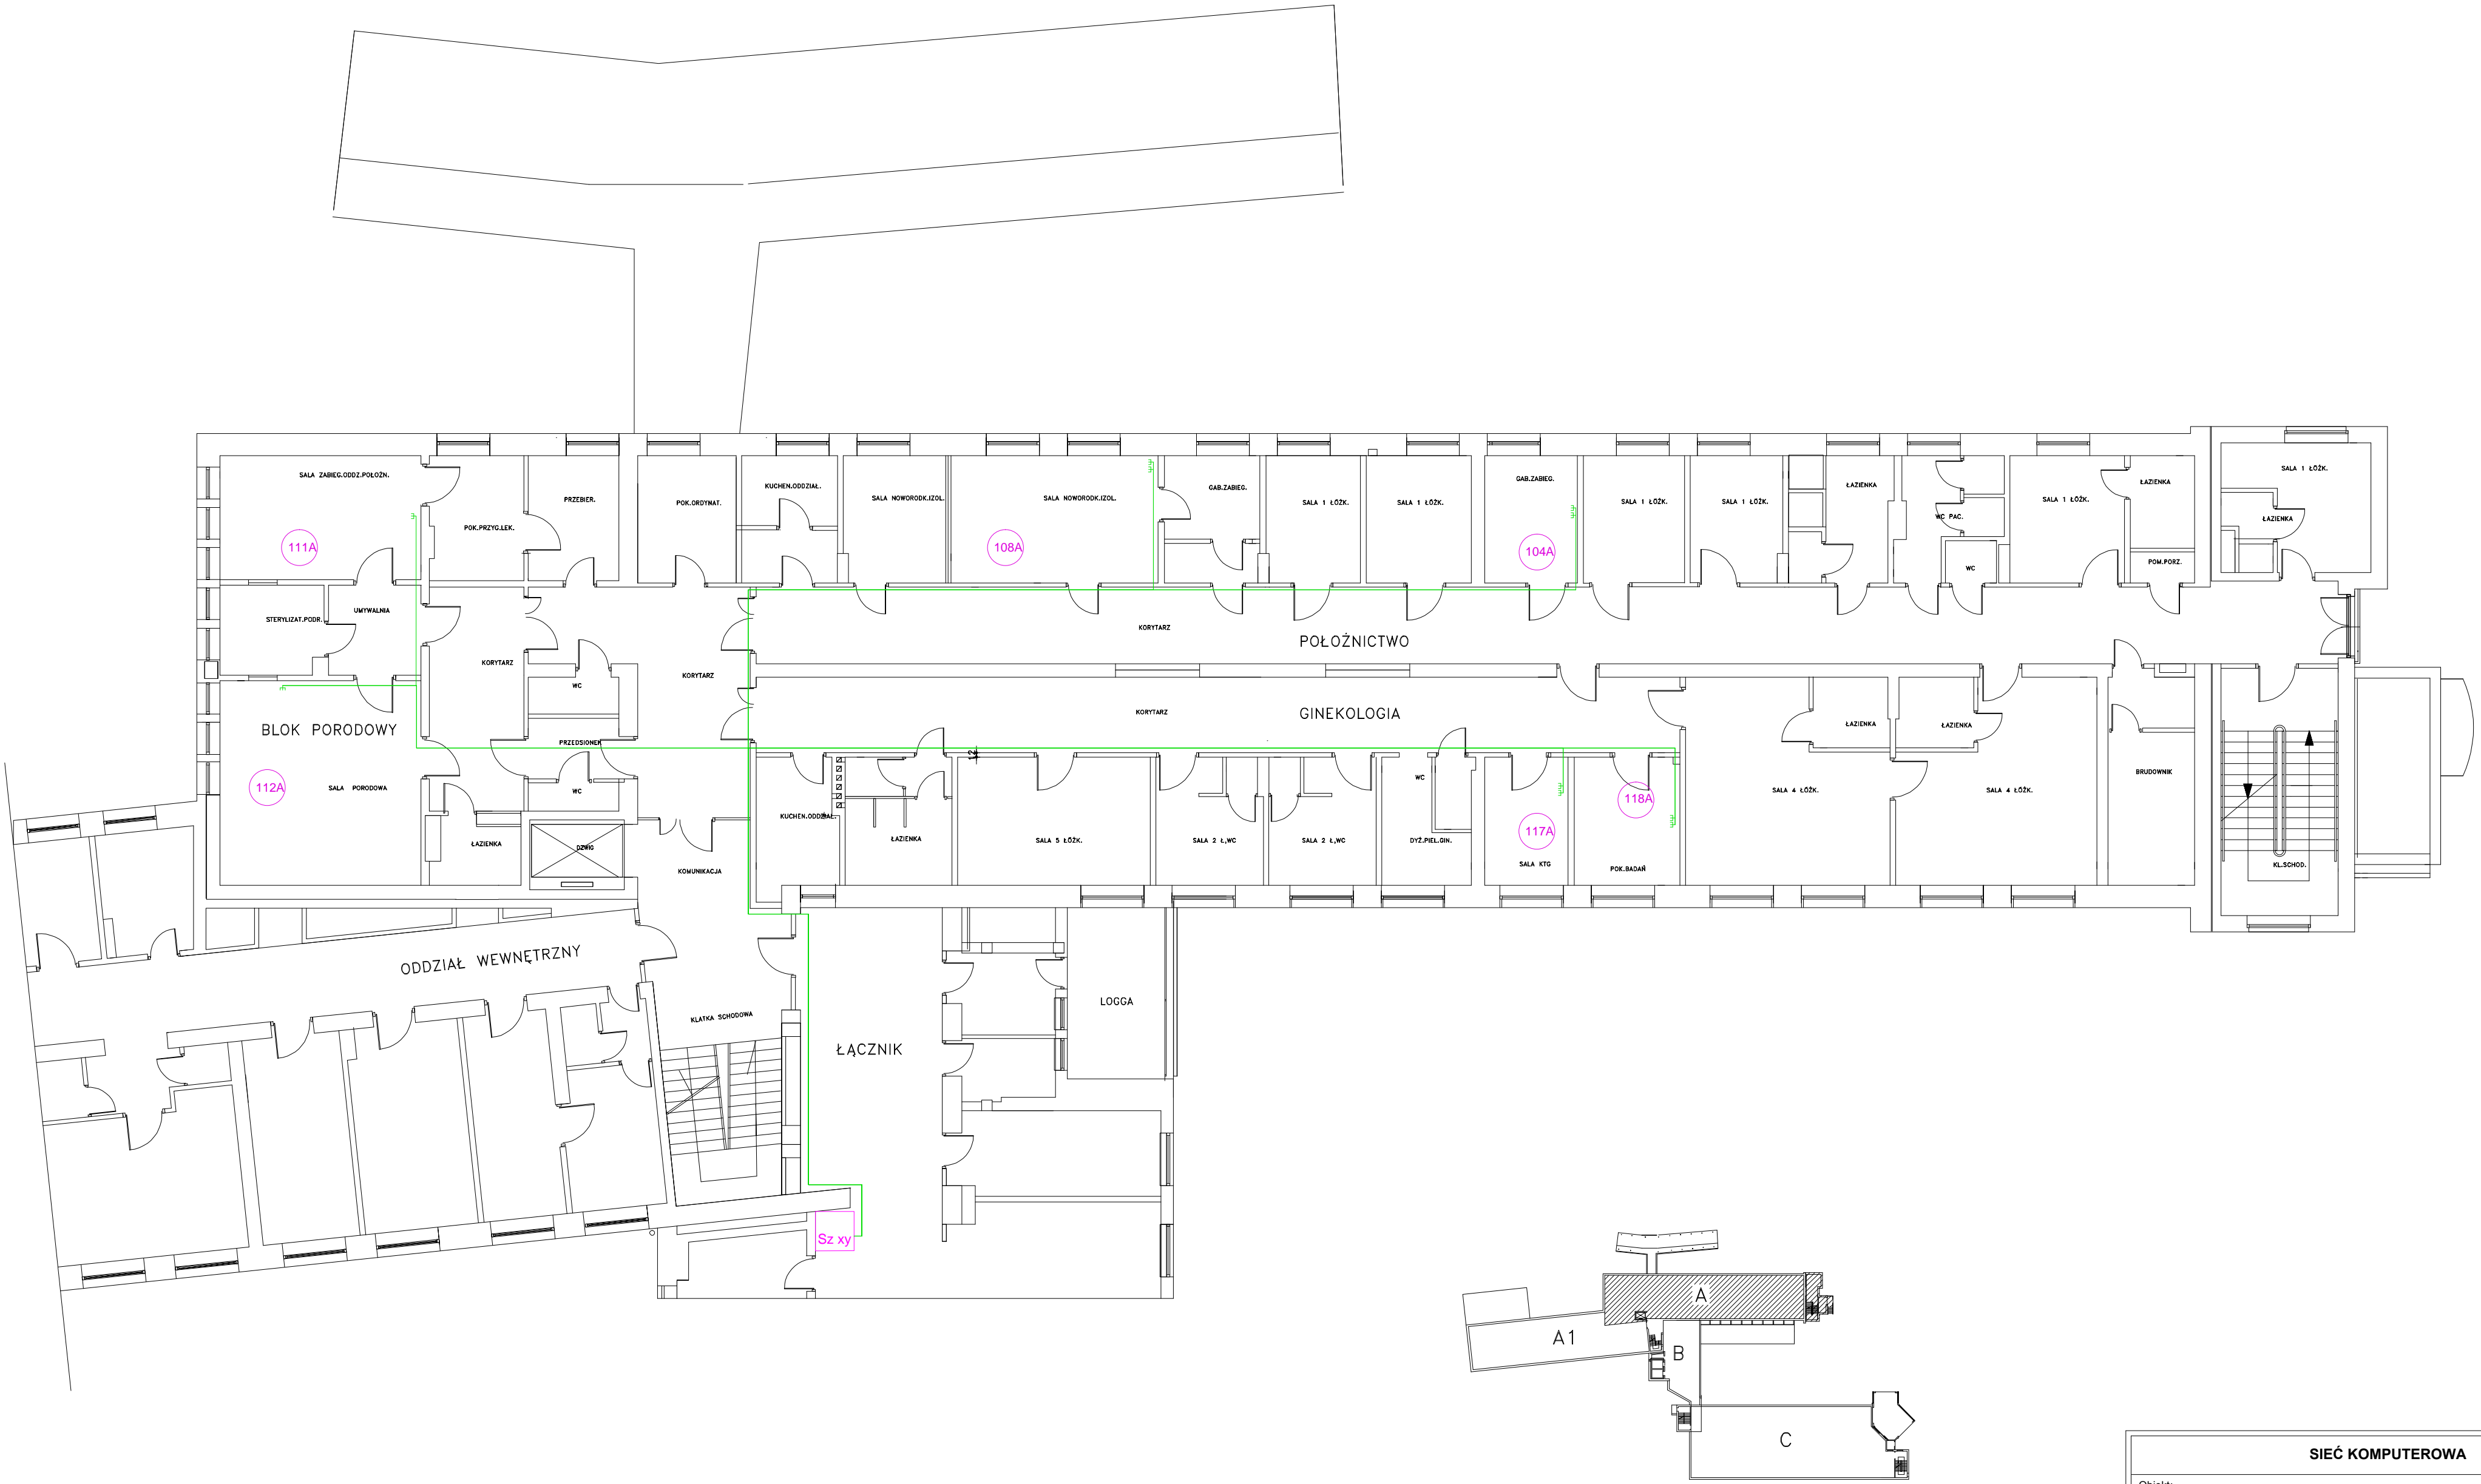 SALA ZABIEG.ODDZ.POŁOŻN.
111A
POK.PRZYG.LEK.
PRZEBIER.
POK.ORDYNAT.
KUCHEN.ODDZIAŁ.
SALA NOWORODK.IZOL.
SALA NOWORODK.IZOL.
108A
GAB.ZABIEG.
SALA 1 ŁÓŻK.
SALA 1 ŁÓŻK.
GAB.ZABIEG.
104A
SALA 1 ŁÓŻK.
SALA 1 ŁÓŻK.
ŁAZIENKA
WC PAC.
WC
SALA 1 ŁÓŻK.
ŁAZIENKA
POM.PORZ.
SALA 1 ŁÓŻK.
ŁAZIENKA
STERYLIZAT.PODR.
UMYWALNIA
KORYTARZ
WC
KORYTARZ
KORYTARZ
POŁOŻNICTWO
KORYTARZ
GINEKOLOGIA
BLOK PORODOWY
112A
SALA PORODOWA
PRZEDSIONEK
WC
ŁAZIENKA
DZWIG
KOMUNIKACJA
KUCHEN.ODDZIAŁ.
ŁAZIENKA
12
SALA 5 ŁÓŻK.
SALA 2 Ł,WC
SALA 2 Ł,WC
WC
DYŻ.PIEL.GIN.
117A
SALA KTG
118A
POK.BADAŃ
SALA 4 ŁÓŻK.
ŁAZIENKA
ŁAZIENKA
SALA 4 ŁÓŻK.
BRUDOWNIK
KL.SCHOD.
ODDZIAŁ WEWNĘTRZNY
KLATKA SCHODOWA
ŁĄCZNIK
LOGGA
Sz xy
A
A1
B
C
SIEĆ KOMPUTEROWA